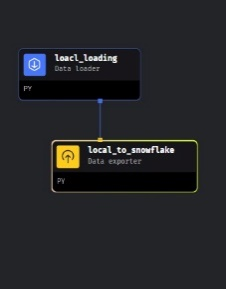 loacl_loading
Data loader
PY
local_to_snowflake
Data exporter
PY